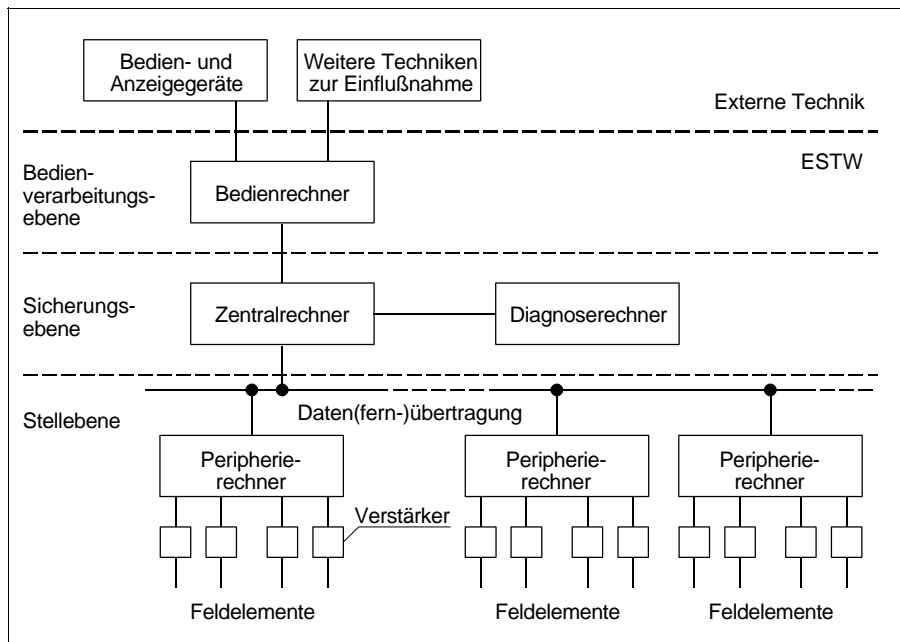 Bedien- und
Anzeigegeräte
Weitere Techniken
zur Einflußnahme
Externe Technik
ESTW
Bedien-
verarbeitungs-
ebene
Bedienrechner
Sicherungs-
ebene
Zentralrechner
Diagnoserechner
Stellebene
Daten(fern-)übertragung
Peripherie-
rechner
Peripherie-
rechner
Peripherie-
rechner
Verstärker
Feldelemente
Feldelemente
Feldelemente